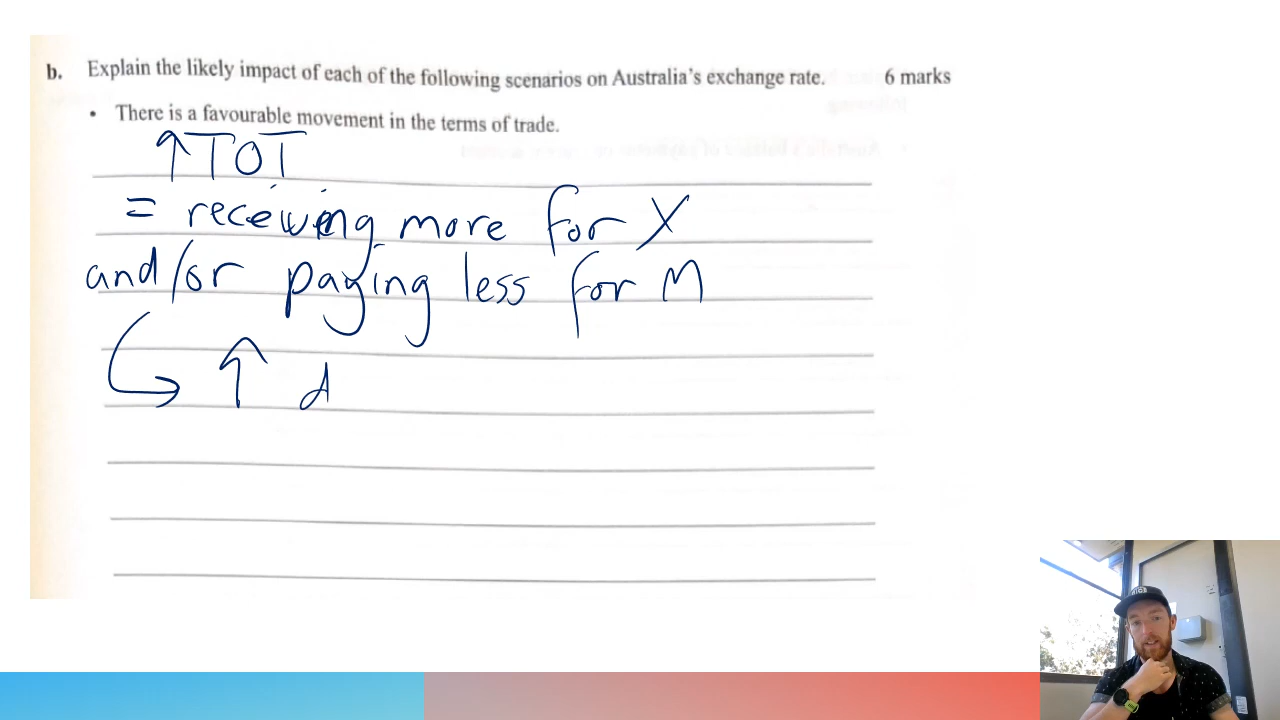 b. Explain the likely impact of each of the following scenarios on Australia's exchange rate. 6 marks
• There is a favourable movement in the terms of trade.
↑ TOT
= receiving more for X
and/or paying less for M
↑ d